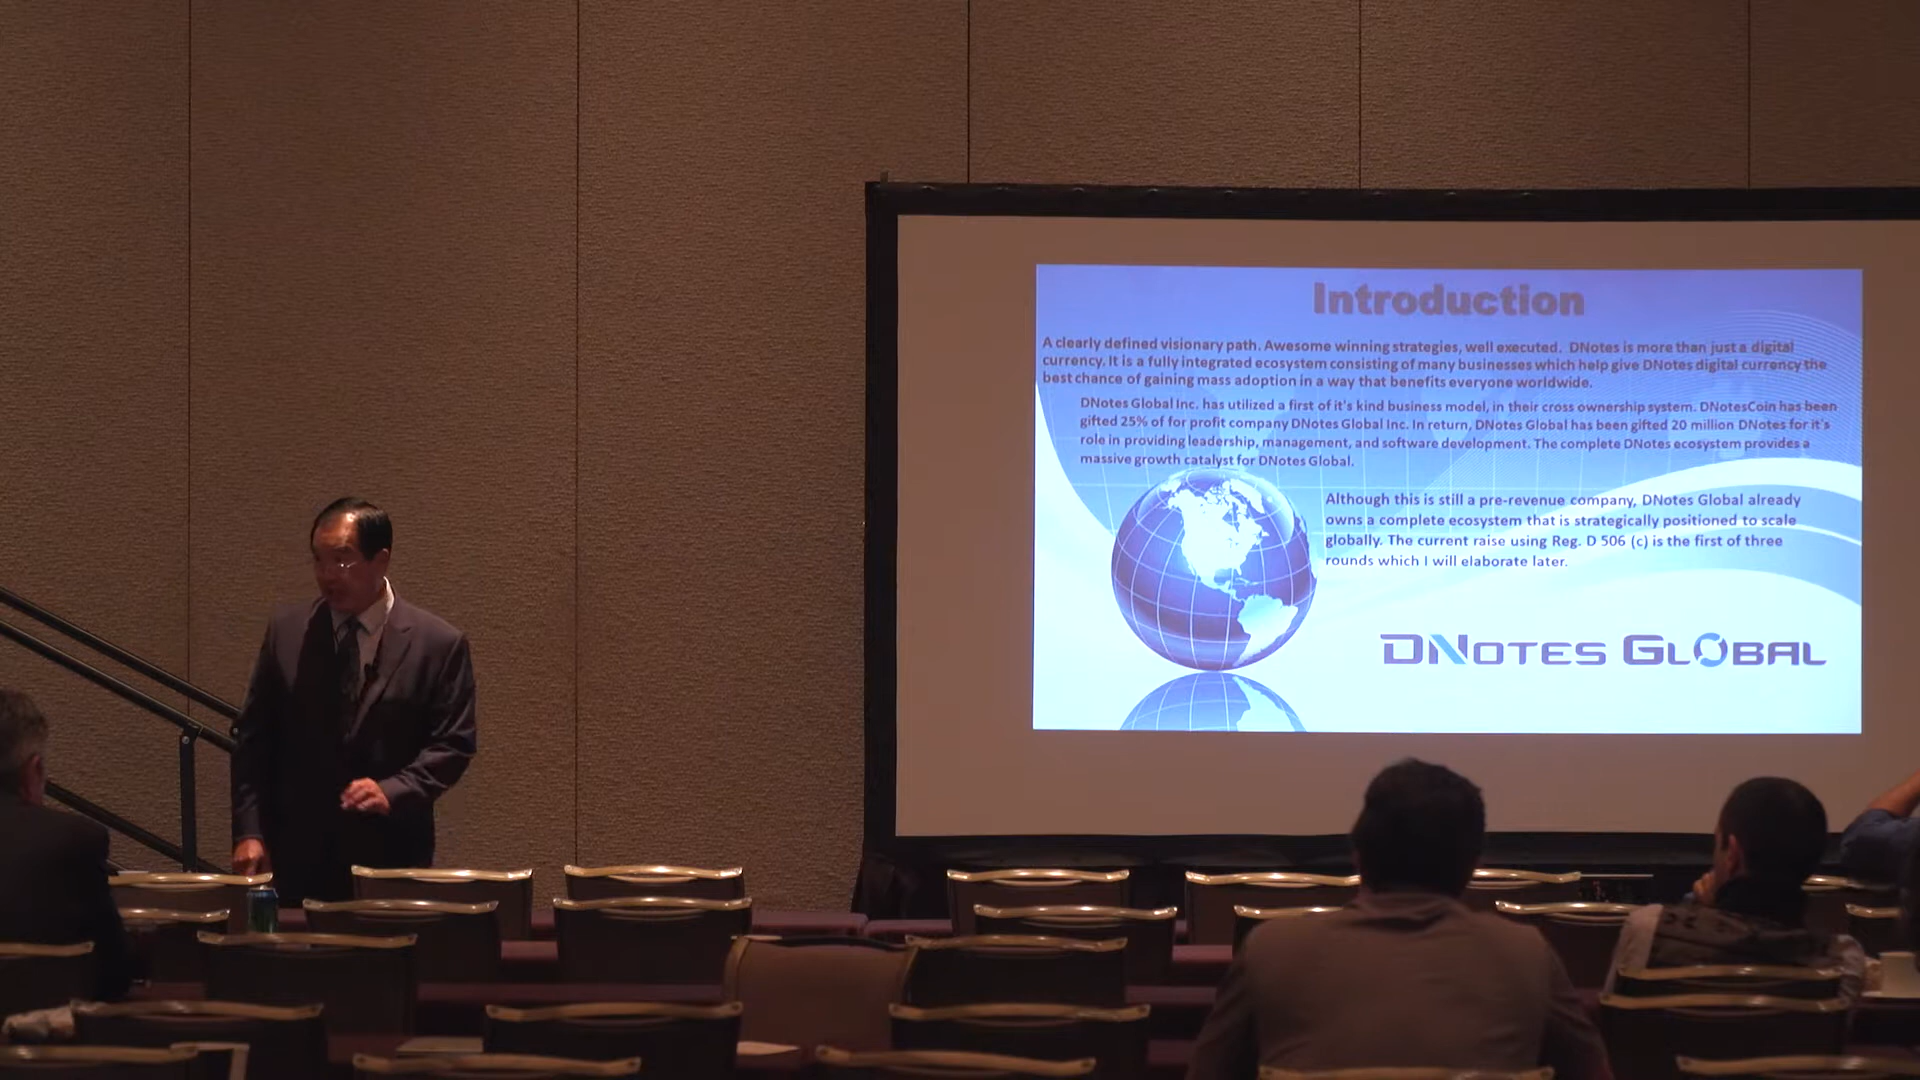 Introduction
A clearly defined visionary path. Awesome winning strategies, well executed. DNotes is more than just a digital
currency. It is a fully integrated ecosystem consisting of many businesses which help give DNotes digital currency the
best chance of gaining mass adoption in a way that benefits everyone worldwide.
DNotes Global Inc. has utilized a first of it's kind business model, in their cross ownership system. DNotesCoin has been
gifted 25% of for profit company DNotes Global Inc. In return, DNotes Global has been gifted 20 million DNotes for it's
role in providing leadership, management, and software development. The complete DNotes ecosystem provides a
massive growth catalyst for DNotes Global.
Although this is still a pre-revenue company, DNotes Global already
owns a complete ecosystem that is strategically positioned to scale
globally. The current raise using Reg. D 506 (c) is the first of three
rounds which I will elaborate later.
DNOTES GLOBAL